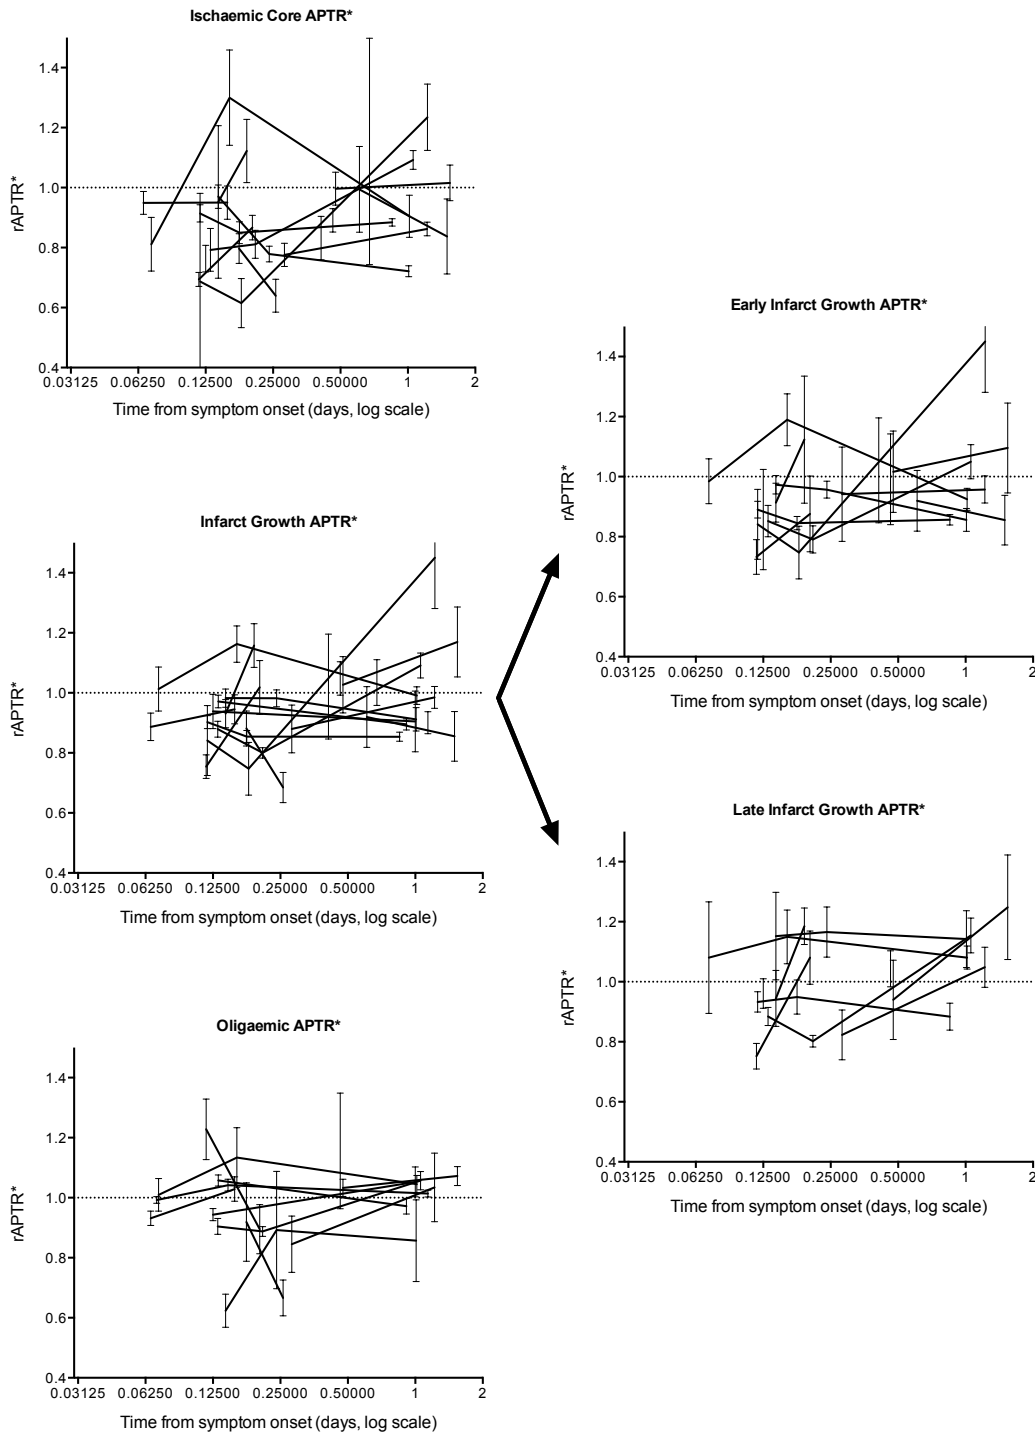 Ischaemic Core APTR*
1.4
1.2
1.0
0.8
0.6
0.4
rAPTR*
0.03125 0.06250 0.12500 0.25000 0.50000 1 2
Time from symptom onset (days, log scale)
Early Infarct Growth APTR*
1.4
1.2
1.0
0.8
0.6
0.4
rAPTR*
0.03125 0.06250 0.12500 0.25000 0.50000 1 2
Time from symptom onset (days, log scale)
Infarct Growth APTR*
1.4
1.2
1.0
0.8
0.6
0.4
rAPTR*
0.03125 0.06250 0.12500 0.25000 0.50000 1 2
Time from symptom onset (days, log scale)
Late Infarct Growth APTR*
1.4
1.2
1.0
0.8
0.6
0.4
rAPTR*
0.03125 0.06250 0.12500 0.25000 0.50000 1 2
Time from symptom onset (days, log scale)
Oligaemic APTR*
1.4
1.2
1.0
0.8
0.6
0.4
rAPTR*
0.03125 0.06250 0.12500 0.25000 0.50000 1 2
Time from symptom onset (days, log scale)